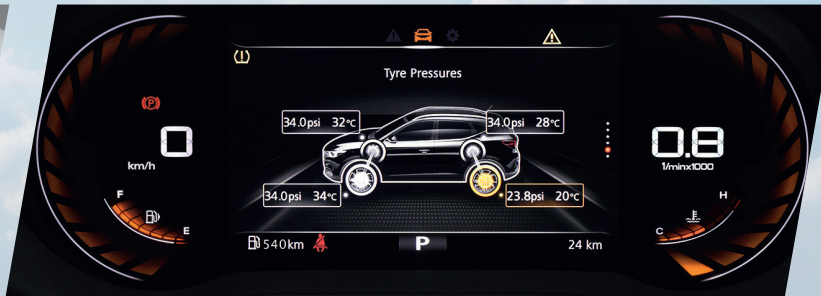 Tyre Pressures
34.0psi 32°C
34.0psi 28°C
34.0psi 34°C
23.8psi 20°C
P
0
km/h
F
E
0.8
1/minx1000
H
C
540km
P
24 km